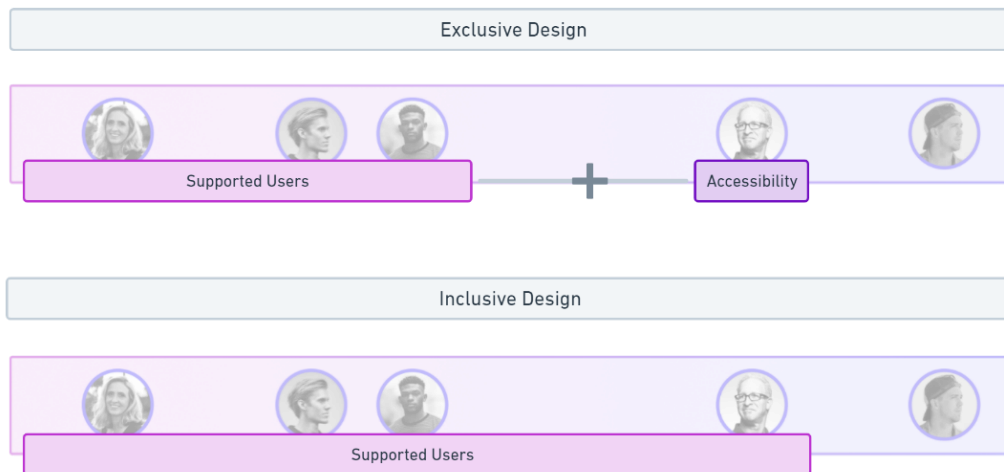 Exclusive Design
Supported Users
Accessibility
Inclusive Design
Supported Users